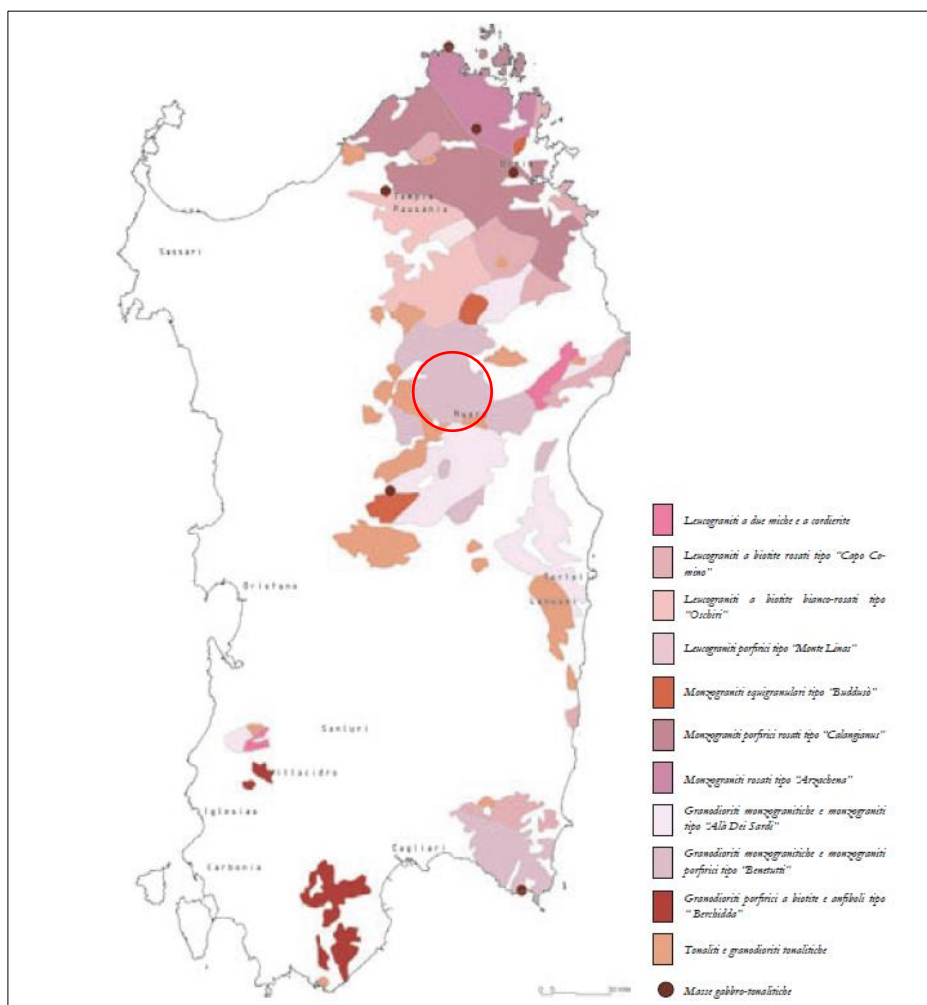 Olbia
Tempio
Pausania
Sassari
Nuoro
Oristano
Tortolì
Lanusei
Sanluri
Villacidro
Iglesias
Carbonia
Cagliari
Leucograniti a due miche e a cordierite
Leucograniti a biotite rosati tipo "Capo Co-
mino"
Leucograniti a biotite bianco-rosati tipo
"Oschiri"
Leucograniti porfirici tipo "Monte Linas"
Monzograniti equigranulari tipo "Buddusò"
Monzograniti porfirici rosati tipo "Calangianus"
Monzograniti rosati tipo "Arzachena"
Granodioriti monzogranitiche e monzograniti
tipo "Alà Dei Sardi"
Granodioriti monzogranitiche e monzograniti
porfirici tipo "Benetutti"
Granodioriti porfirici a biotite e anfiboli tipo
" Berchidda"
Tonaliti e granodioriti tonalitiche
Masse gabbro-tonalitiche